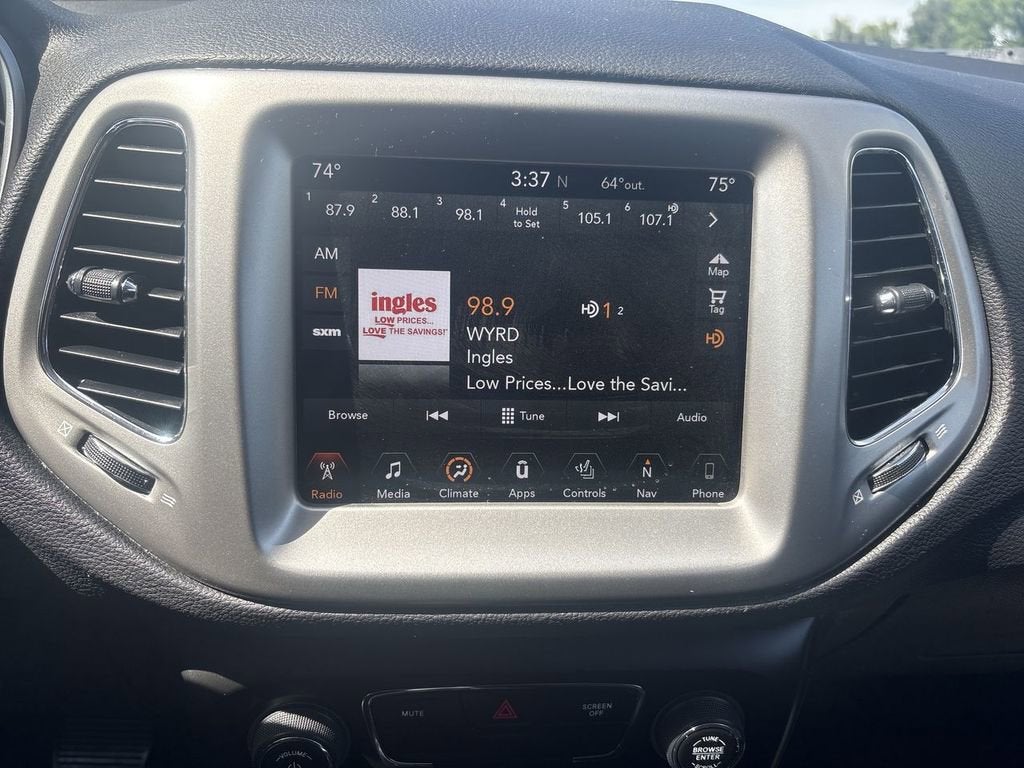 74° 3:37 N 64° out. 75°
1 87.9 2 88.1 3 98.1 4 Hold to Set 5 105.1 6 107.1 HD
AM
Map
FM
Tag
sxm
HD
ingles
LOW PRICES...
LOVE THE SAVINGS!
98.9 HD 1 2
WYRD
Ingles
Low Prices...Love the Savi...
Browse Tune Audio
Radio Media Climate Apps Controls Nav Phone
N
MUTE
SCREEN
OFF
VOLUME
TUNE
BROWSE
ENTER
SCROLL